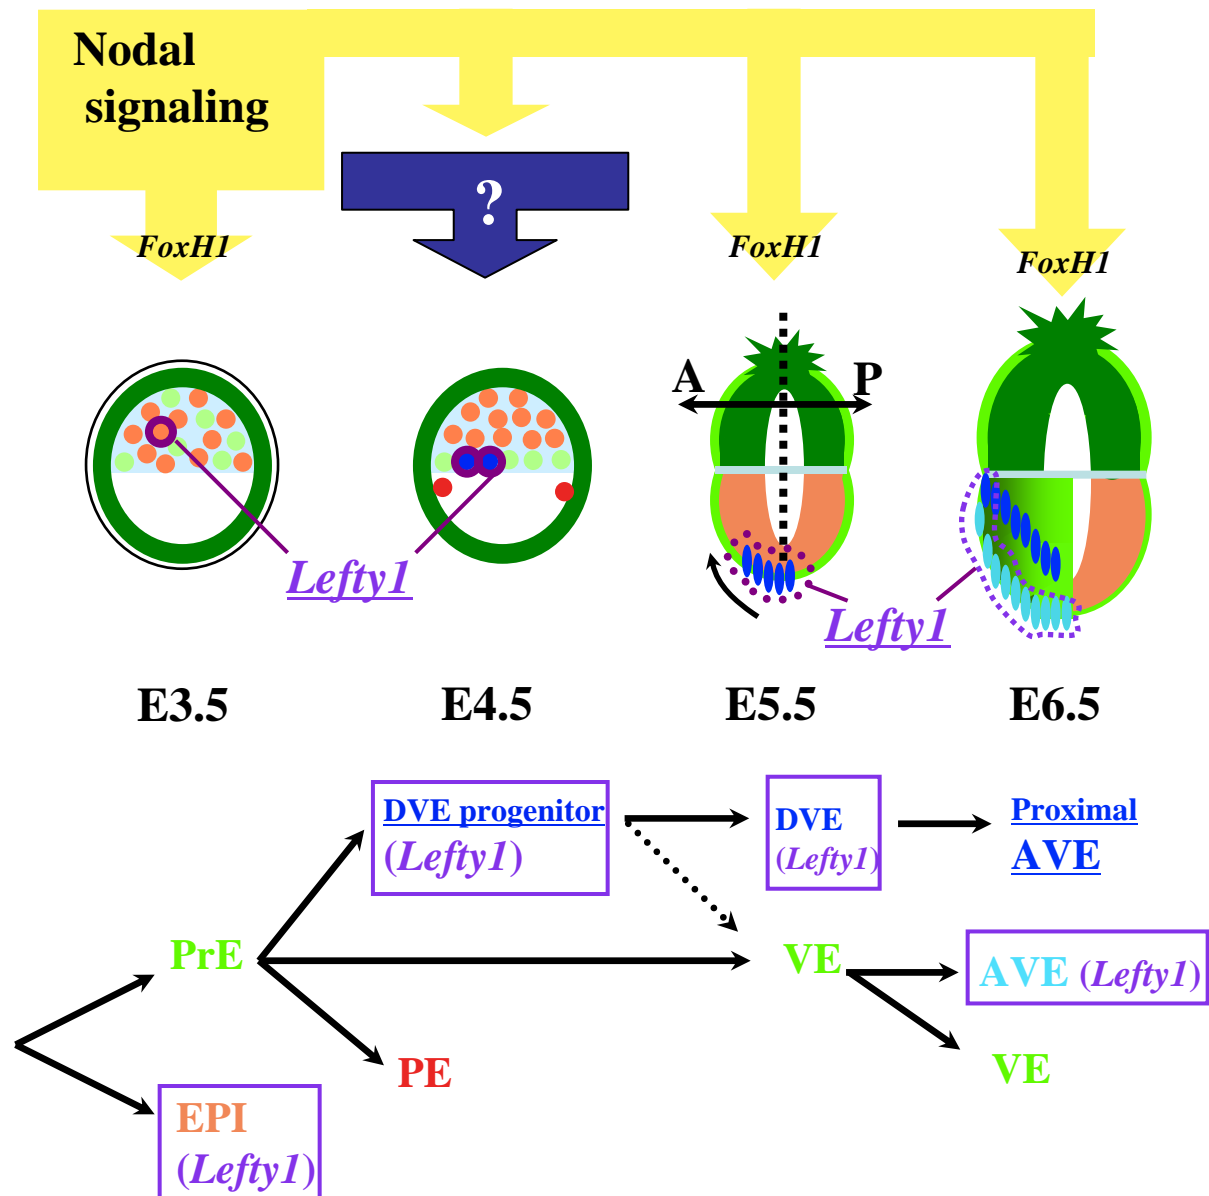 Nodal
signaling
?
FoxH1
FoxH1
FoxH1
A
P
Lefty1
Lefty1
E3.5
E4.5
E5.5
E6.5
DVE progenitor
(Lefty1)
DVE
(Lefty1)
Proximal
AVE
PrE
VE
AVE (Lefty1)
PE
VE
EPI
(Lefty1)